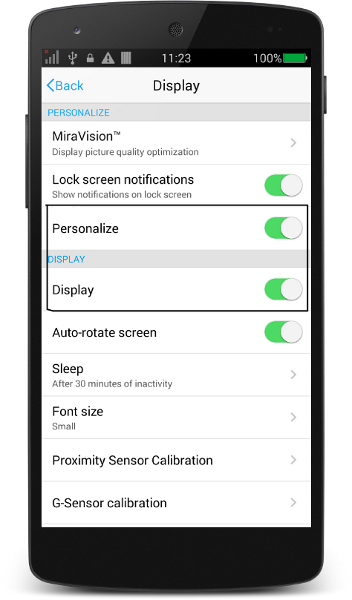 11:23
100%
Back
Display
PERSONALIZE
MiraVision™
Display picture quality optimization
Lock screen notifications
Show notifications on lock screen
Personalize
DISPLAY
Display
Auto-rotate screen
Sleep
After 30 minutes of inactivity
Font size
Small
Proximity Sensor Calibration
G-Sensor calibration